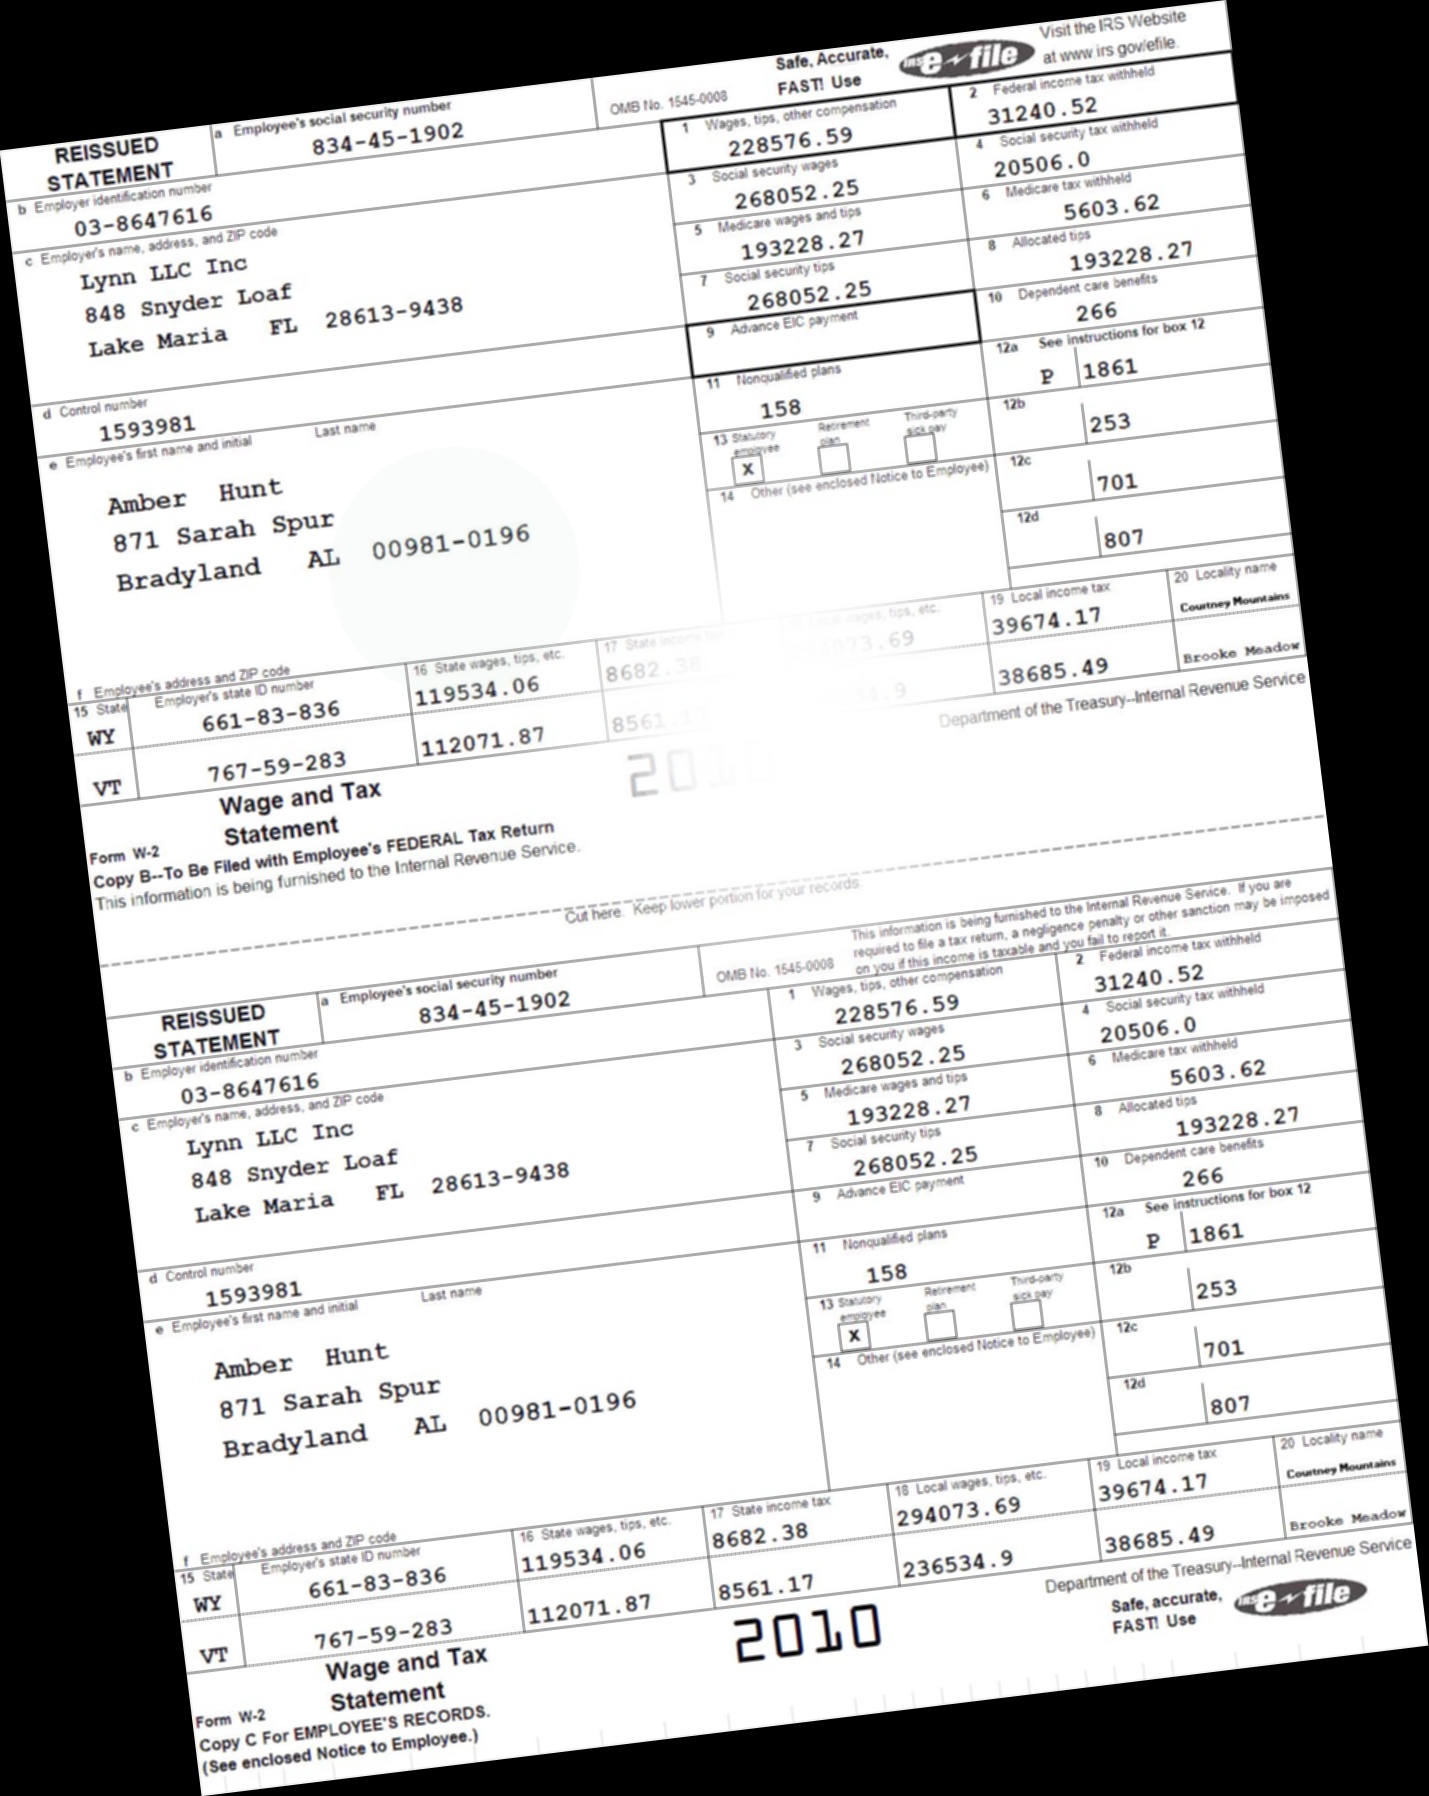 Safe, Accurate,
FAST! Use
IRS e-file
Visit the IRS Website
at www.irs gov/efile.
REISSUED
STATEMENT
a Employee's social security number
834-45-1902
OMB No. 1545-0008
1 Wages, tips, other compensation
228576.59
2 Federal income tax withheld
31240.52
b Employer identification number
03-8647616
3 Social security wages
268052.25
4 Social security tax withheld
20506.0
c Employer's name, address, and ZIP code
Lynn LLC Inc
848 Snyder Loaf
Lake Maria FL 28613-9438
5 Medicare wages and tips
193228.27
6 Medicare tax withheld
5603.62
7 Social security tips
268052.25
8 Allocated tips
193228.27
9 Advance EIC payment
10 Dependent care benefits
266
d Control number
1593981
11 Nonqualified plans
158
12a See instructions for box 12
P 1861
e Employee's first name and initial Last name
Amber Hunt
871 Sarah Spur
Bradyland AL 00981-0196
13 Statutory employee
Retirement plan
Third-party sick pay
x
12b
253
14 Other (see enclosed Notice to Employee)
12c
701
12d
807
f Employee's address and ZIP code
15 State Employer's state ID number
16 State wages, tips, etc.
17 State income tax
wages, tips, etc.
19 Local income tax
20 Locality name
WY 661-83-836 119534.06 8682.38 39674.17 Courtney Mountains
VT 767-59-283 112071.87 8561.17 38685.49 Brooke Meadow
Form W-2
Wage and Tax
Statement
2010
Department of the Treasury--Internal Revenue Service
Copy B--To Be Filed with Employee's FEDERAL Tax Return
This information is being furnished to the Internal Revenue Service.
Cut here. Keep lower portion for your records.
This information is being furnished to the Internal Revenue Service. If you are
required to file a tax return, a negligence penalty or other sanction may be imposed
on you if this income is taxable and you fail to report it.
REISSUED
STATEMENT
a Employee's social security number
834-45-1902
OMB No. 1545-0008
1 Wages, tips, other compensation
228576.59
2 Federal income tax withheld
31240.52
b Employer identification number
03-8647616
3 Social security wages
268052.25
4 Social security tax withheld
20506.0
c Employer's name, address, and ZIP code
Lynn LLC Inc
848 Snyder Loaf
Lake Maria FL 28613-9438
5 Medicare wages and tips
193228.27
6 Medicare tax withheld
5603.62
7 Social security tips
268052.25
8 Allocated tips
193228.27
9 Advance EIC payment
10 Dependent care benefits
266
d Control number
1593981
11 Nonqualified plans
158
12a See instructions for box 12
P 1861
e Employee's first name and initial Last name
Amber Hunt
871 Sarah Spur
Bradyland AL 00981-0196
13 Statutory employee
Retirement plan
Third-party sick pay
x
12b
253
14 Other (see enclosed Notice to Employee)
12c
701
12d
807
f Employee's address and ZIP code
15 State Employer's state ID number
16 State wages, tips, etc.
17 State income tax
18 Local wages, tips, etc.
19 Local income tax
20 Locality name
WY 661-83-836 119534.06 8682.38 294073.69 39674.17 Courtney Mountains
VT 767-59-283 112071.87 8561.17 236534.9 38685.49 Brooke Meadow
Form W-2
Wage and Tax
Statement
2010
Department of the Treasury--Internal Revenue Service
Safe, accurate,
FAST! Use
IRS e-file
Copy C For EMPLOYEE'S RECORDS.
(See enclosed Notice to Employee.)